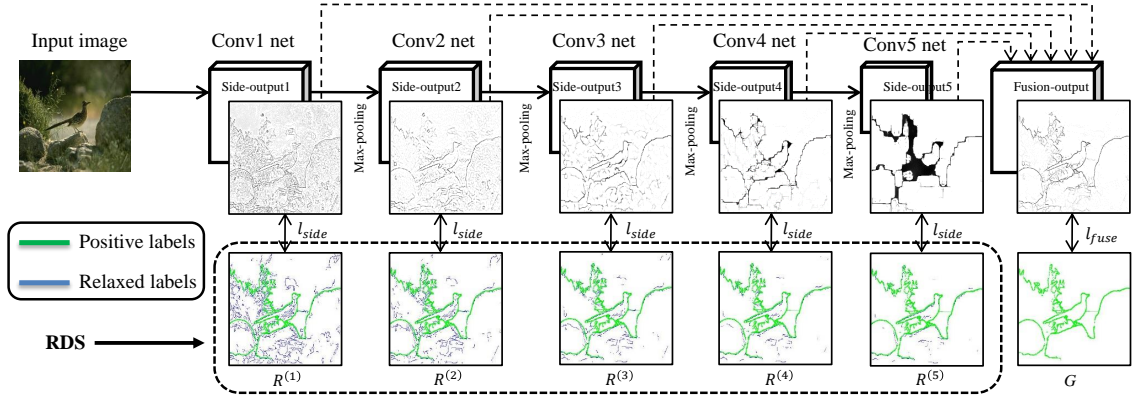 Input image
Conv1 net
Conv2 net
Conv3 net
Conv4 net
Conv5 net
Side-output1
Side-output2
Side-output3
Side-output4
Side-output5
Fusion-output
Max-pooling
Max-pooling
Max-pooling
Max-pooling
l_side
l_side
l_side
l_side
l_side
l_fuse
Positive labels
Relaxed labels
RDS
R^(1)
R^(2)
R^(3)
R^(4)
R^(5)
G